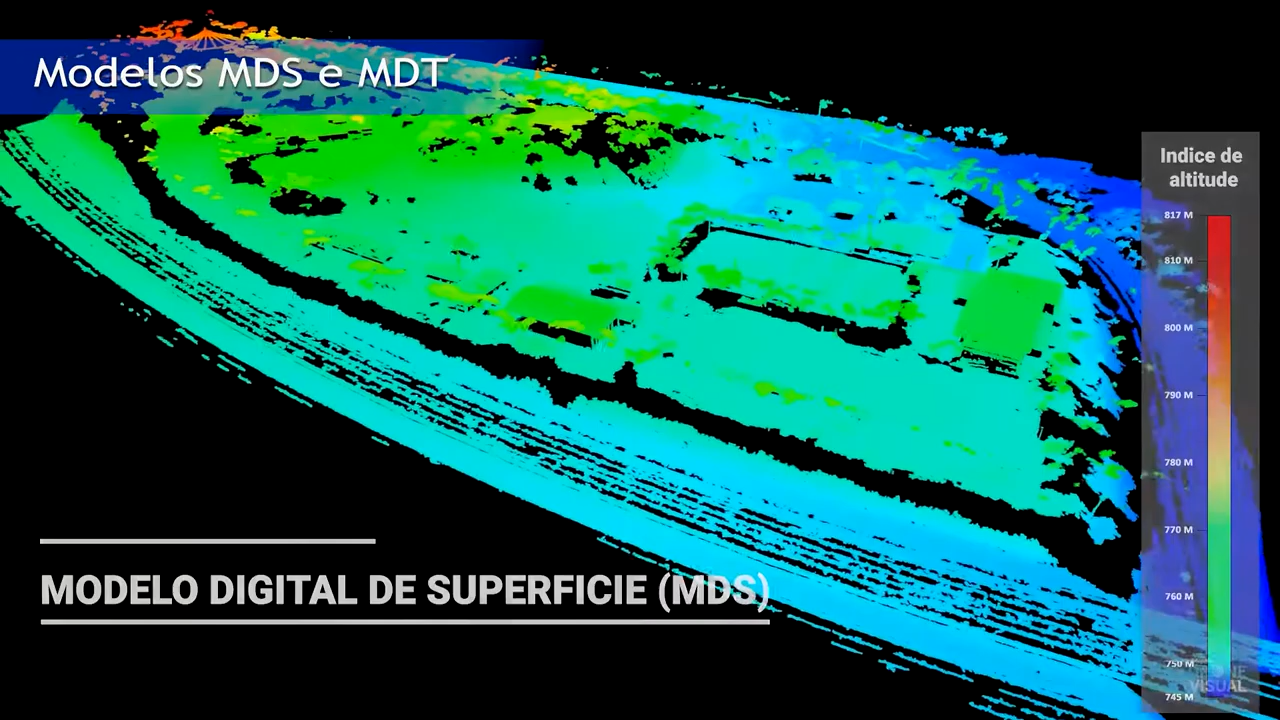 Modelos MDS e MDT
Indice de
altitude
817 M
810 M
800 M
790 M
780 M
770 M
760 M
750 M
745 M
MODELO DIGITAL DE SUPERFICIE (MDS)
VISUAL